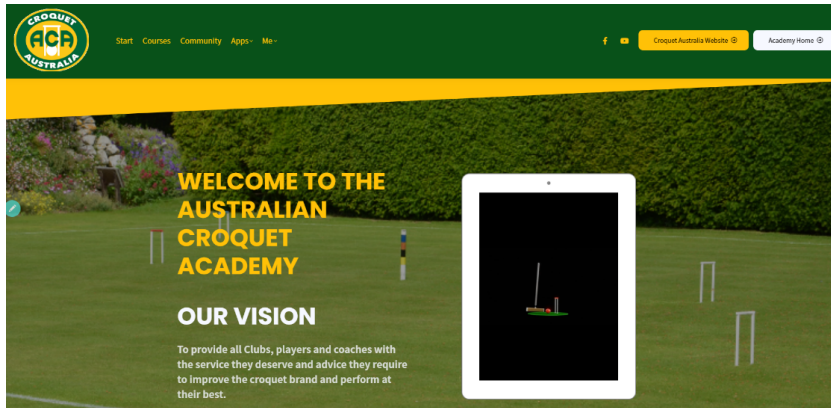 CROQUET
ACA
AUSTRALIA
Start Courses Community Apps Me
Croquet Australia Website
Academy Home
WELCOME TO THE
AUSTRALIAN
CROQUET
ACADEMY
OUR VISION
To provide all Clubs, players and coaches with
the service they deserve and advice they require
to improve the croquet brand and perform at
their best.